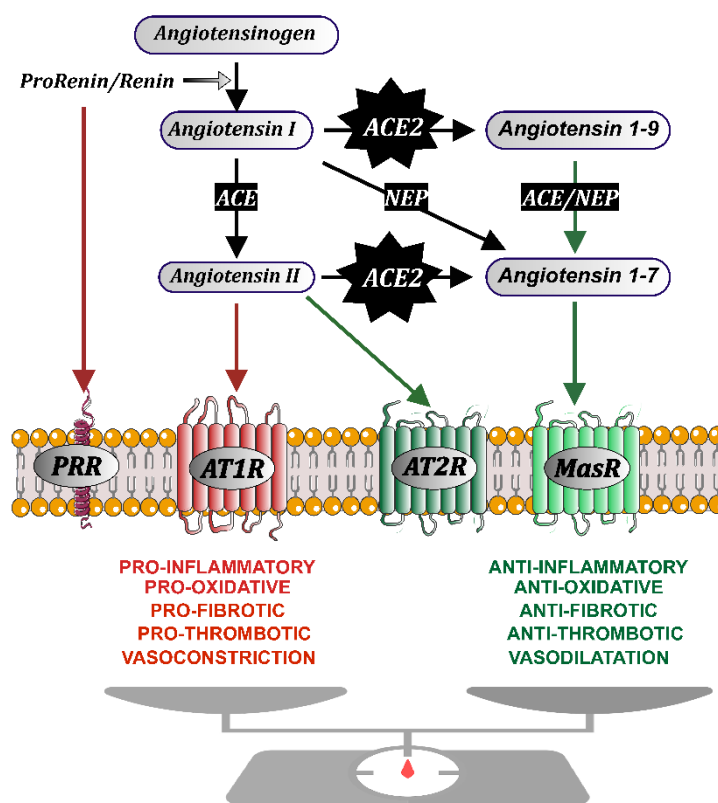 Angiotensinogen
ProRenin/Renin
Angiotensin I
ACE2
Angiotensin 1-9
ACE
NEP
ACE/NEP
Angiotensin II
ACE2
Angiotensin 1-7
PRR
AT1R
AT2R
MasR
PRO-INFLAMMATORY
PRO-OXIDATIVE
PRO-FIBROTIC
PRO-THROMBOTIC
VASOCONSTRICTION
ANTI-INFLAMMATORY
ANTI-OXIDATIVE
ANTI-FIBROTIC
ANTI-THROMBOTIC
VASODILATATION